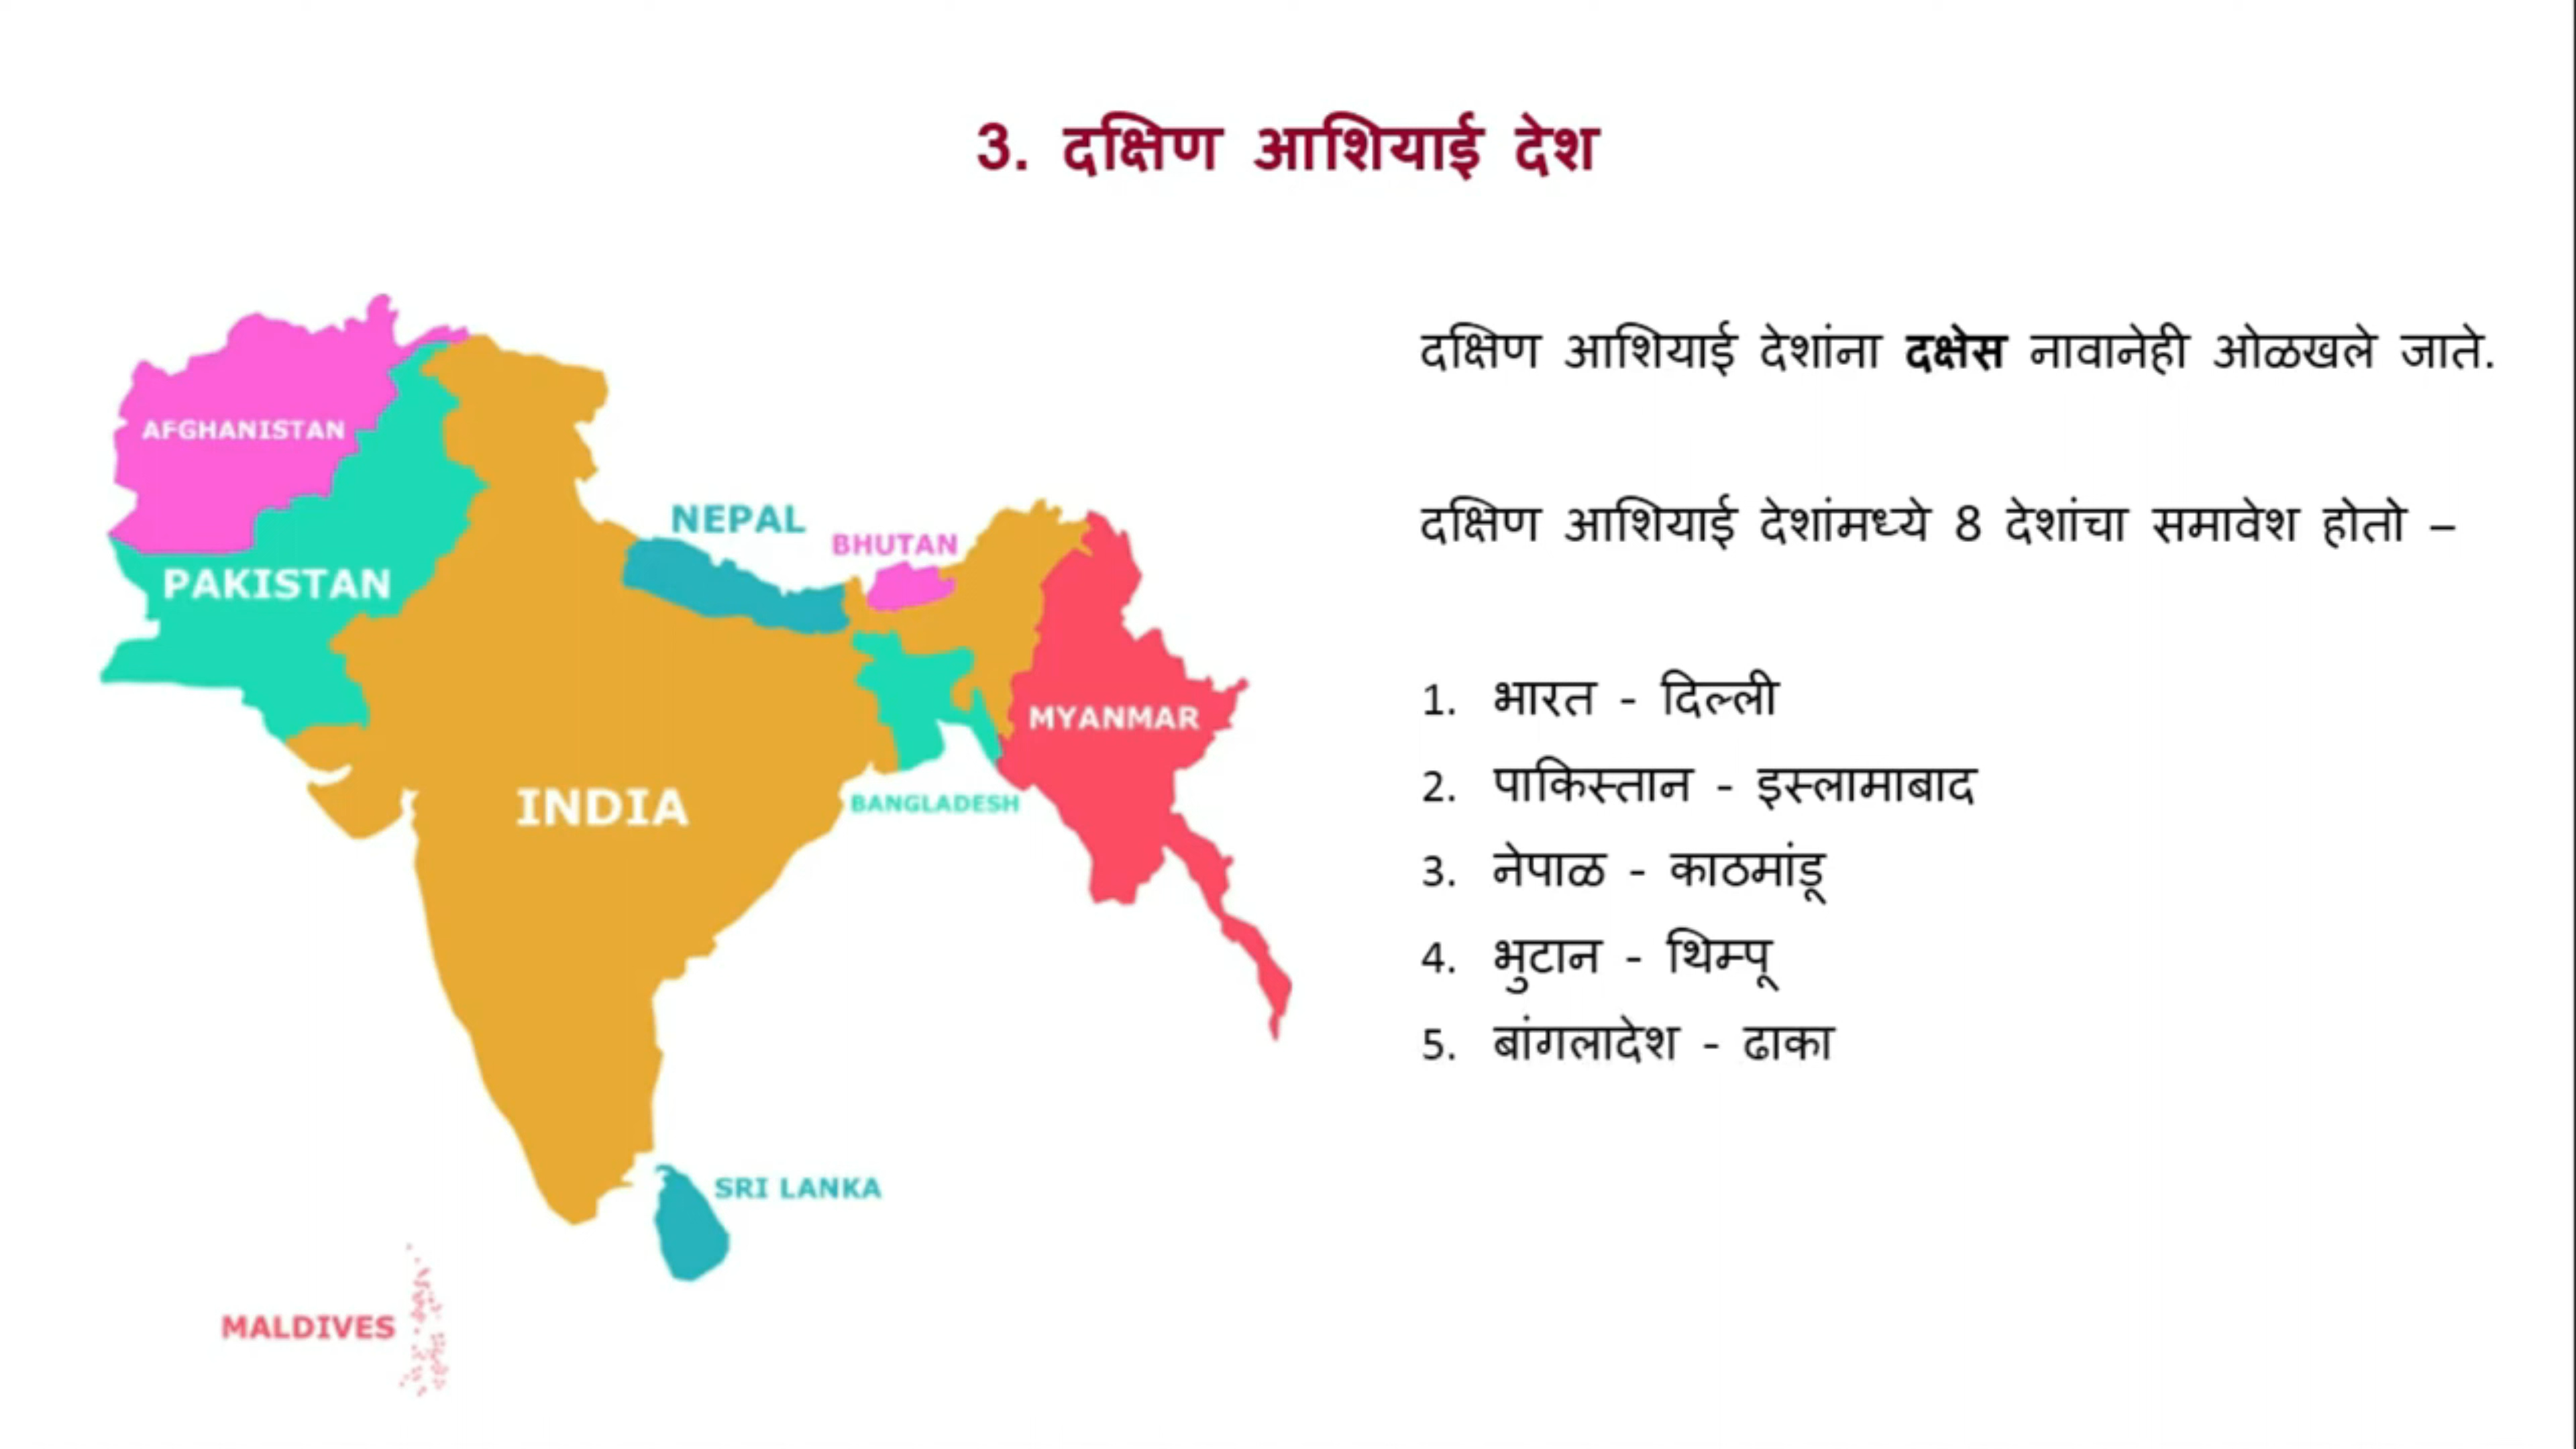 3. दक्षिण आशियाई देश
AFGHANISTAN
PAKISTAN
NEPAL
BHUTAN
MYANMAR
INDIA
BANGLADESH
SRI LANKA
MALDIVES
दक्षिण आशियाई देशांना दक्षेस नावानेही ओळखले जाते.
दक्षिण आशियाई देशांमध्ये 8 देशांचा समावेश होतो –
1. भारत - दिल्ली
2. पाकिस्तान - इस्लामाबाद
3. नेपाळ - काठमांडू
4. भुटान - थिम्पू
5. बांगलादेश - ढाका